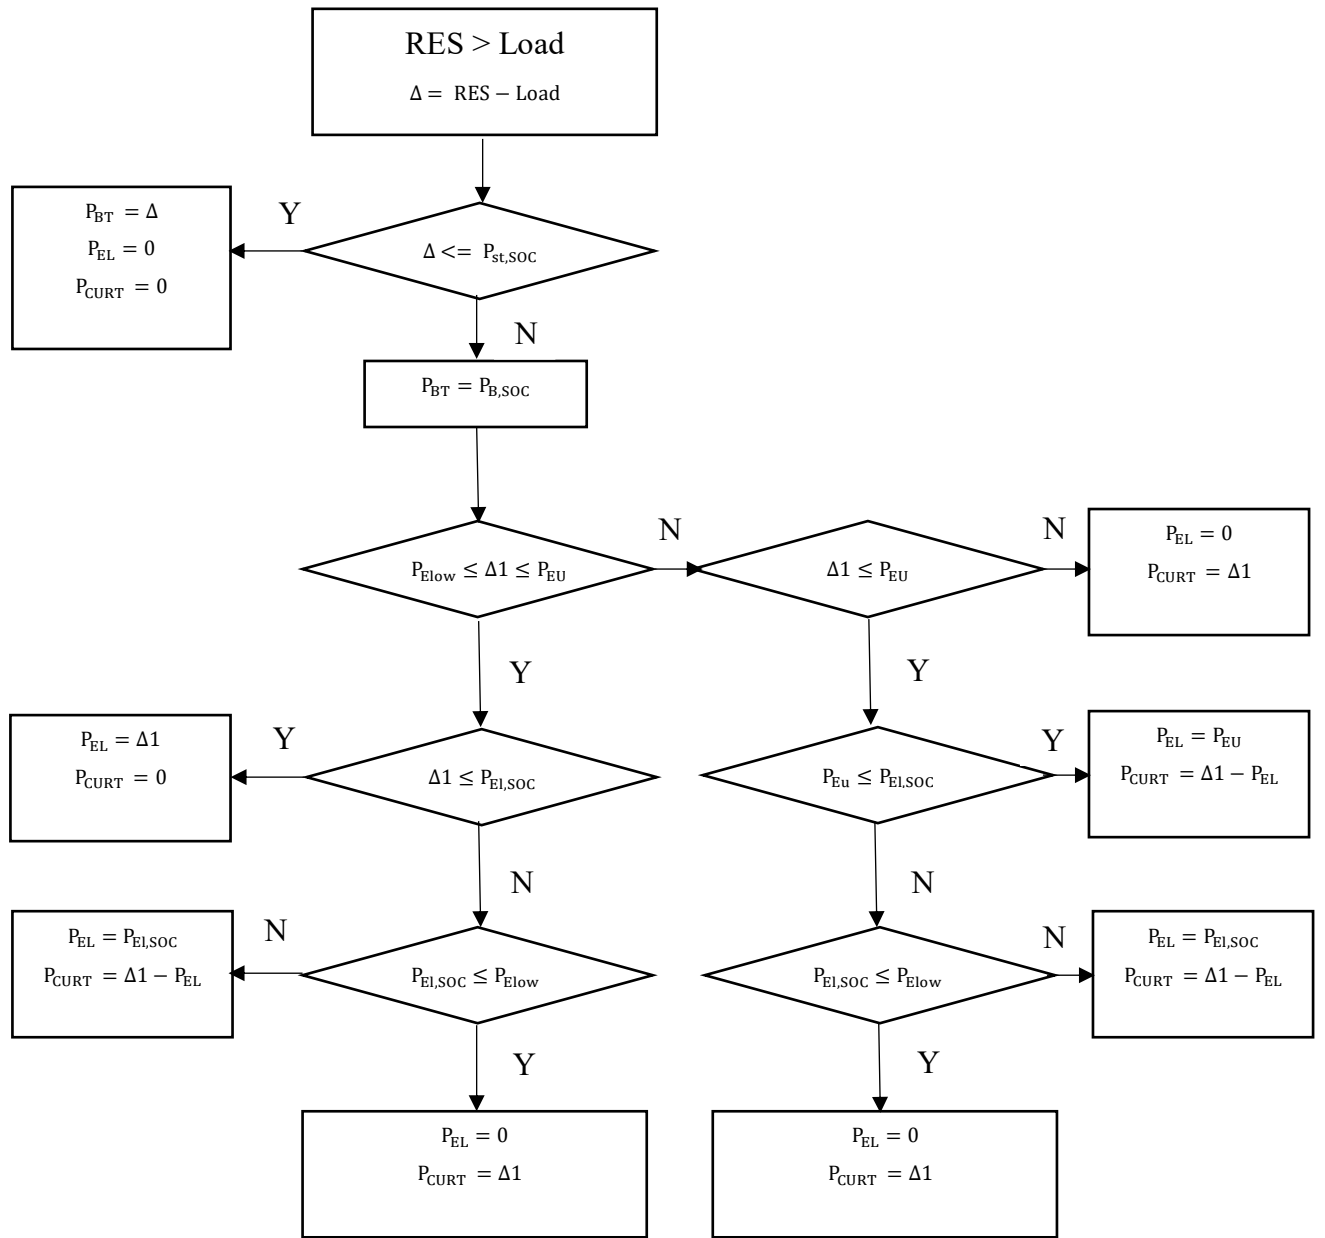 RES > Load
Δ = RES − Load
P_BT = Δ
P_EL = 0
P_CURT = 0
Y
Δ <= P_st,SOC
N
P_BT = P_B,SOC
P_Elow ≤ Δ1 ≤ P_EU
N
Δ1 ≤ P_EU
N
P_EL = 0
P_CURT = Δ1
Y
Y
P_EL = Δ1
P_CURT = 0
Y
Δ1 ≤ P_El,SOC
P_Eu ≤ P_El,SOC
Y
P_EL = P_EU
P_CURT = Δ1 − P_EL
N
N
P_EL = P_El,SOC
P_CURT = Δ1 − P_EL
N
P_El,SOC ≤ P_Elow
P_El,SOC ≤ P_Elow
N
P_EL = P_El,SOC
P_CURT = Δ1 − P_EL
Y
Y
P_EL = 0
P_CURT = Δ1
P_EL = 0
P_CURT = Δ1